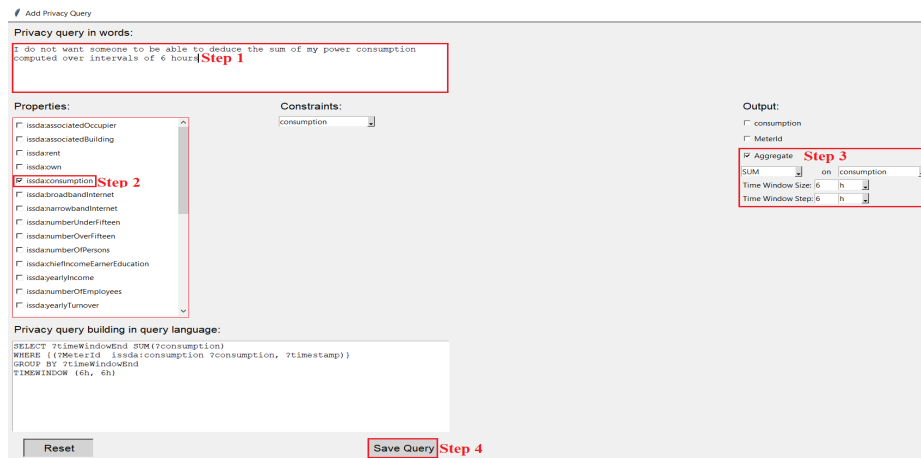 Add Privacy Query
Privacy query in words:
I do not want someone to be able to deduce the sum of my power consumption
computed over intervals of 6 hours Step 1
Properties:
Constraints:
Output:
issda:associatedOccupier
issda:associatedBuilding
issda:rent
issda:own
issda:consumption Step 2
issda:broadbandInternet
issda:narrowbandInternet
issda:numberUnderFifteen
issda:numberOverFifteen
issda:numberOfPersons
issda:chiefIncomeEarnerEducation
issda:yearlyIncome
issda:numberOfEmployees
issda:yearlyTurnover
consumption
consumption
MeterId
Aggregate Step 3
SUM on consumption
Time Window Size: 6 h
Time Window Step: 6 h
Privacy query building in query language:
SELECT ?timeWindowEnd SUM(?consumption)
WHERE {(?MeterId issda:consumption ?consumption, ?timestamp)}
GROUP BY ?timeWindowEnd
TIMEWINDOW (6h, 6h)
Reset
Save Query Step 4